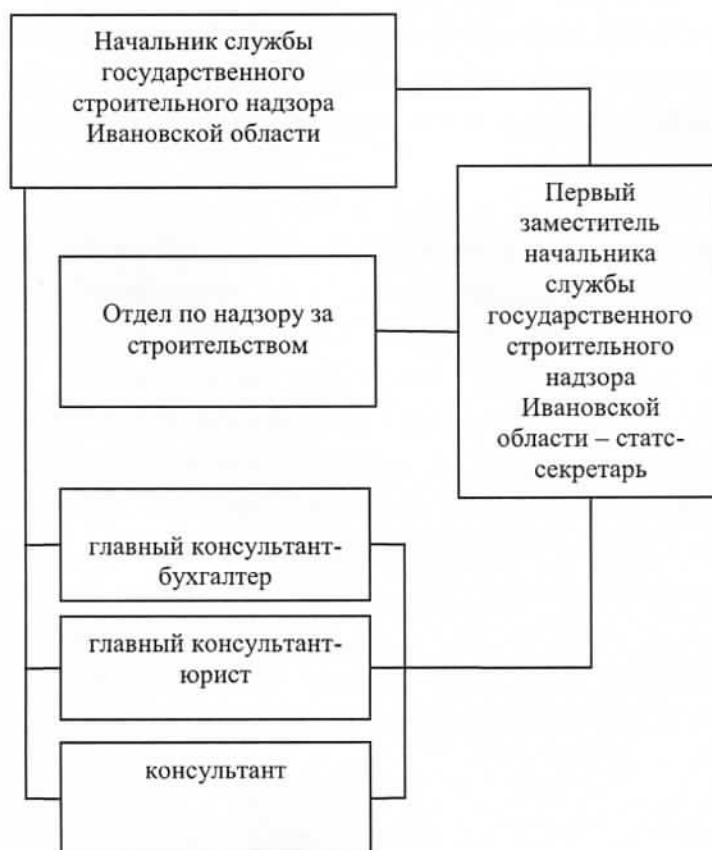 Начальник службы
государственного
строительного надзора
Ивановской области
Первый
заместитель
начальника
службы
государственного
строительного
надзора
Ивановской
области – статс-
секретарь
Отдел по надзору за
строительством
главный консультант-
бухгалтер
главный консультант-
юрист
консультант